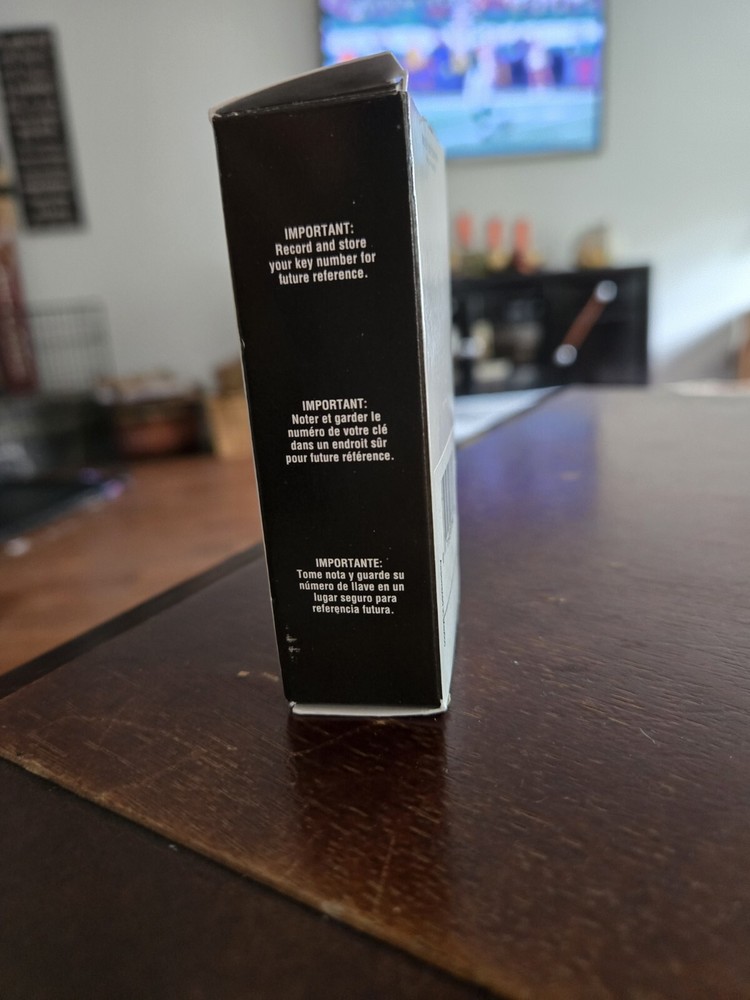 IMPORTANT:
Record and store
your key number for
future reference.
IMPORTANT:
Noter et garder le
numéro de votre clé
dans un endroit sûr
pour future référence.
IMPORTANTE:
Tome nota y guarde su
número de llave en un
lugar seguro para
referencia futura.